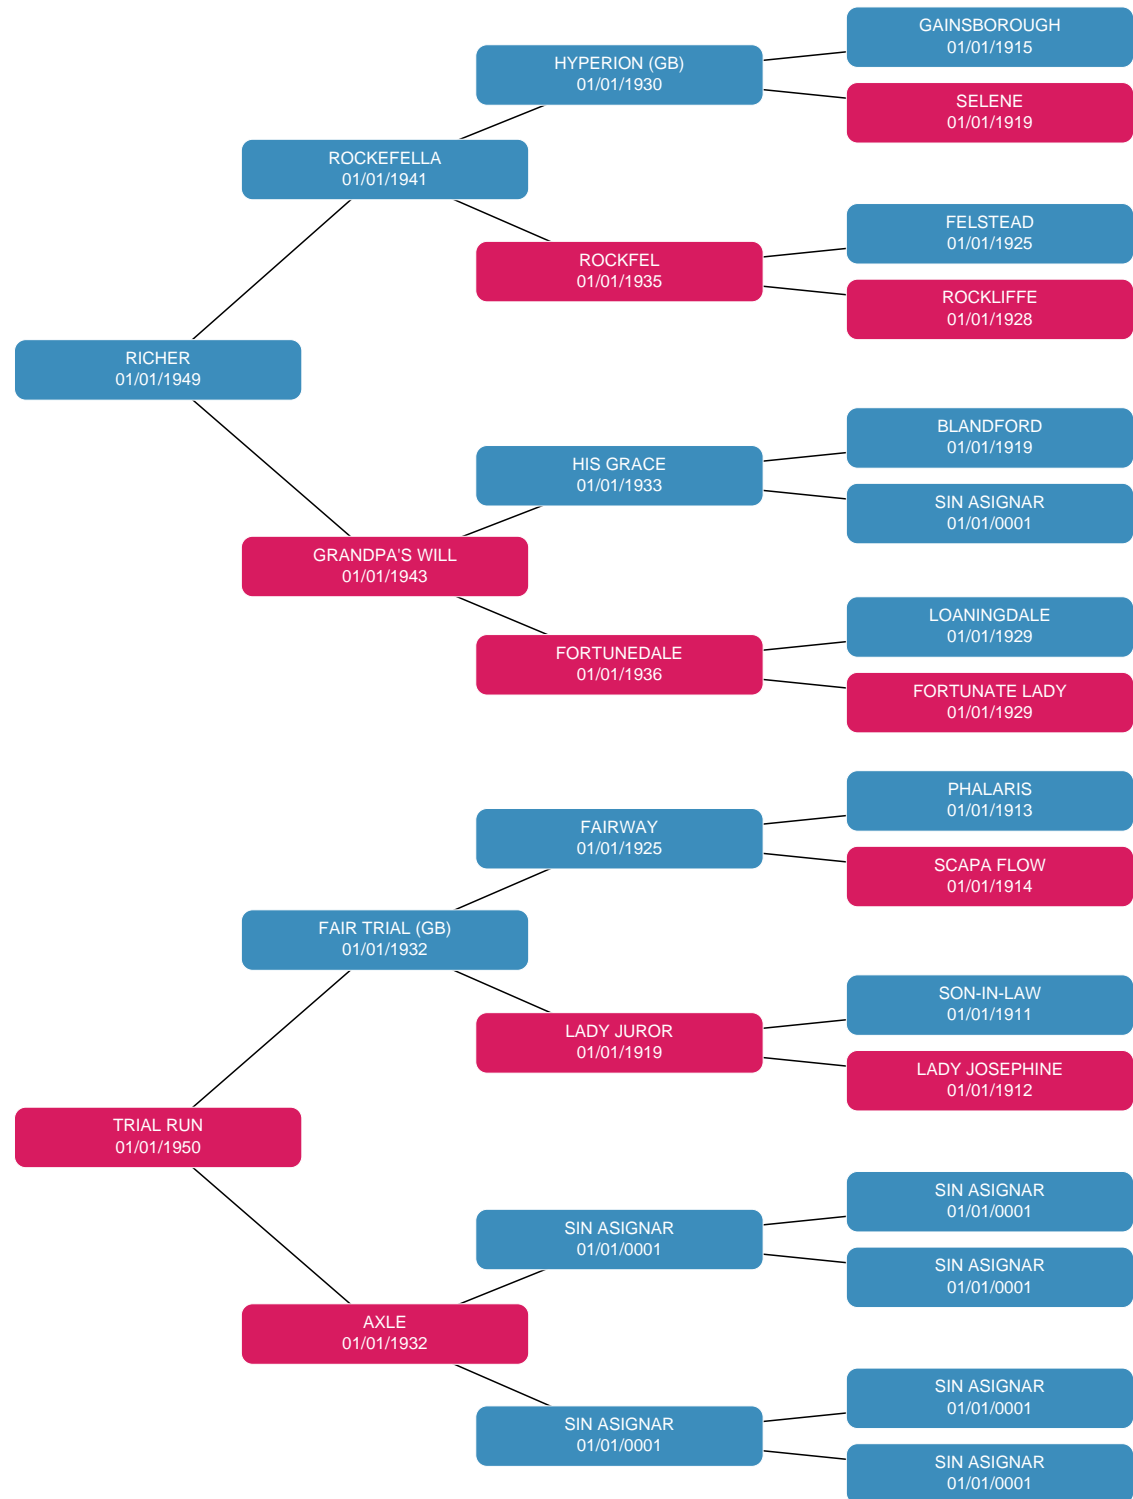 GAINSBOROUGH
01/01/1915
HYPERION (GB)
01/01/1930
SELENE
01/01/1919
ROCKEFELLA
01/01/1941
FELSTEAD
01/01/1925
ROCKFEL
01/01/1935
ROCKLIFFE
01/01/1928
RICHER
01/01/1949
BLANDFORD
01/01/1919
HIS GRACE
01/01/1933
SIN ASIGNAR
01/01/0001
GRANDPA'S WILL
01/01/1943
LOANINGDALE
01/01/1929
FORTUNEDALE
01/01/1936
FORTUNATE LADY
01/01/1929
PHALARIS
01/01/1913
FAIRWAY
01/01/1925
SCAPA FLOW
01/01/1914
FAIR TRIAL (GB)
01/01/1932
SON-IN-LAW
01/01/1911
LADY JUROR
01/01/1919
LADY JOSEPHINE
01/01/1912
TRIAL RUN
01/01/1950
SIN ASIGNAR
01/01/0001
SIN ASIGNAR
01/01/0001
SIN ASIGNAR
01/01/0001
AXLE
01/01/1932
SIN ASIGNAR
01/01/0001
SIN ASIGNAR
01/01/0001
SIN ASIGNAR
01/01/0001